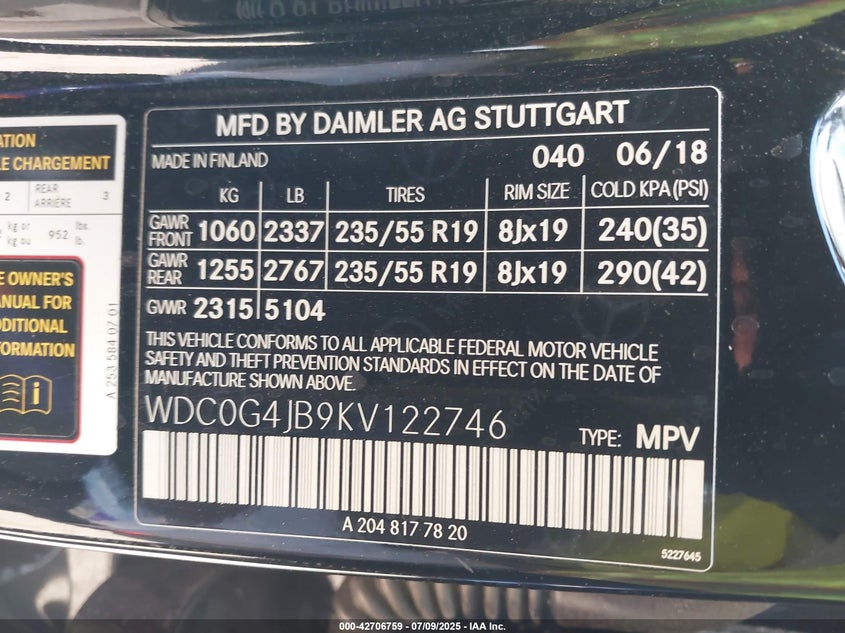 ATION
E CHARGEMENT
2 REAR ARRIÈRE 3
kg or
kg ou 952 lbs. lb.
E OWNER'S
ANUAL FOR
DDITIONAL
FORMATION
A 253 584 07 01
MFD BY DAIMLER AG STUTTGART
MADE IN FINLAND 040 06/18
KG LB TIRES RIM SIZE COLD KPA (PSI)
GAWR FRONT 1060 2337 235/55 R19 8Jx19 240(35)
GAWR REAR 1255 2767 235/55 R19 8Jx19 290(42)
GVWR 2315 5104
THIS VEHICLE CONFORMS TO ALL APPLICABLE FEDERAL MOTOR VEHICLE
SAFETY AND THEFT PREVENTION STANDARDS IN EFFECT ON THE DATE OF
MANUFACTURE SHOWN ABOVE.
WDC0G4JB9KV122746 TYPE: MPV
A 204 817 78 20
5227645
000-42706759 — 07/09/2025 — IAA Inc.